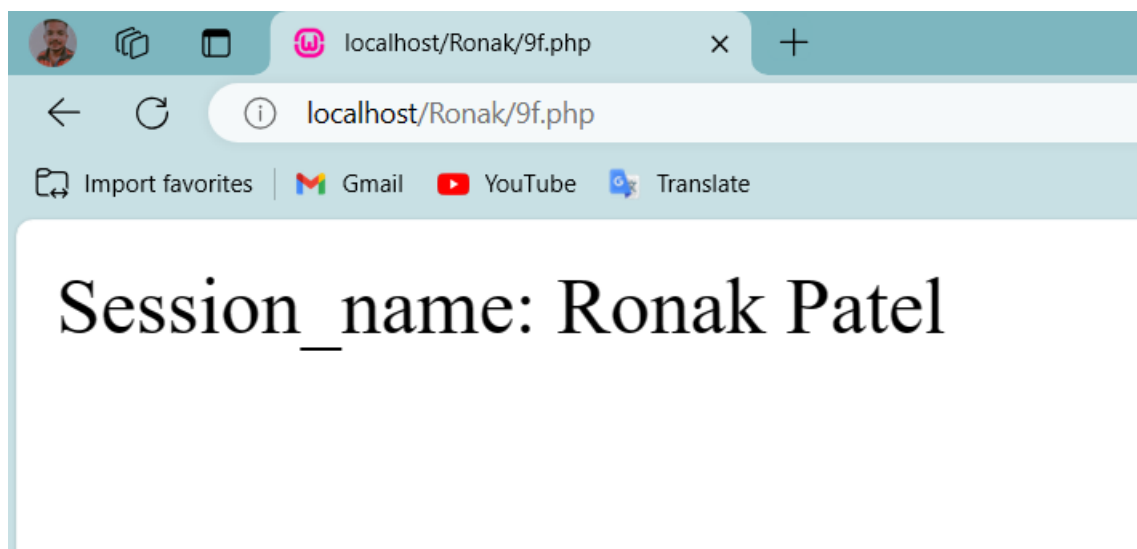 localhost/Ronak/9f.php
localhost/Ronak/9f.php
Import favorites Gmail YouTube Translate
Session_name: Ronak Patel